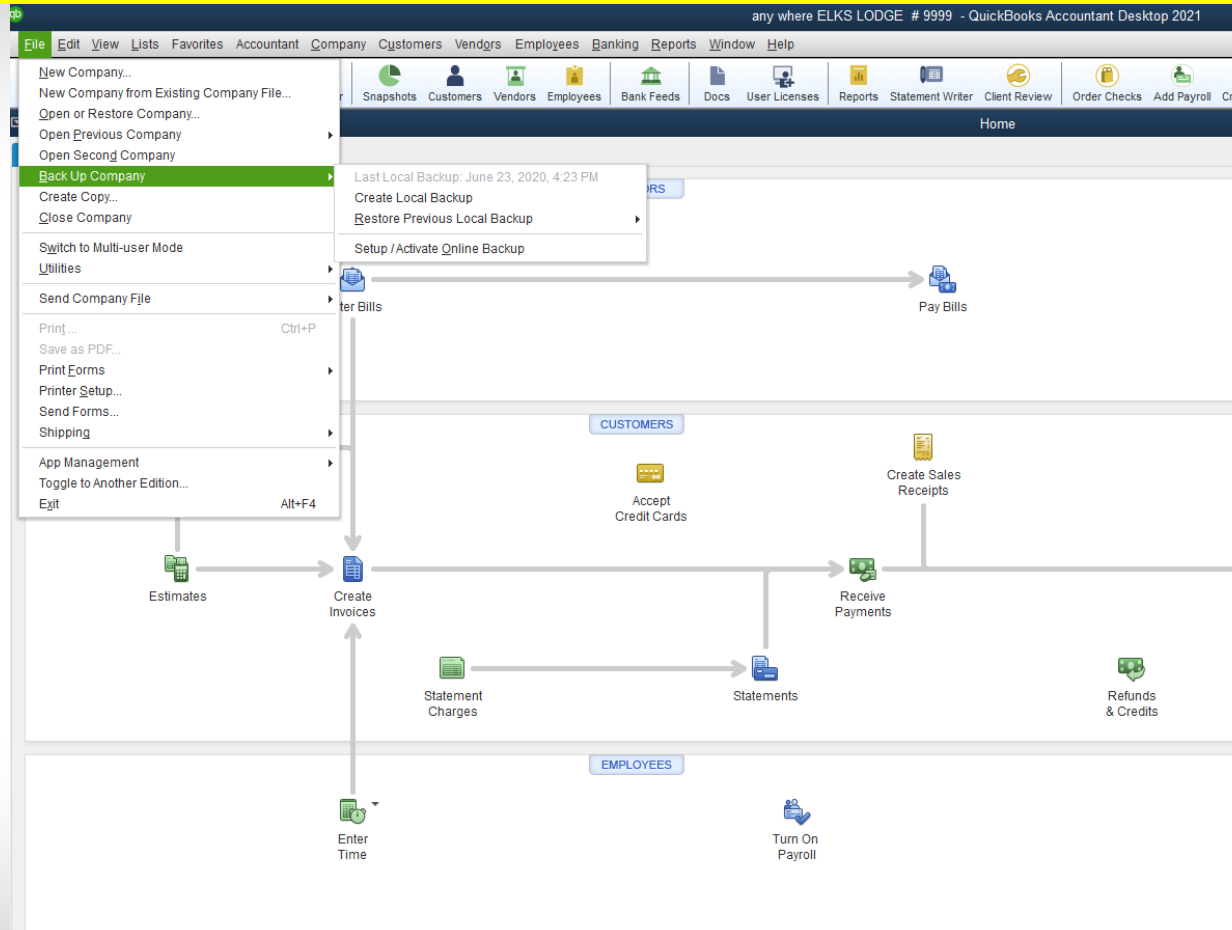 qb
any where ELKS LODGE # 9999 - QuickBooks Accountant Desktop 2021
File Edit View Lists Favorites Accountant Company Customers Vendors Employees Banking Reports Window Help
Snapshots Customers Vendors Employees Bank Feeds Docs User Licenses Reports Statement Writer Client Review Order Checks Add Payroll
Home
New Company...
New Company from Existing Company File...
Open or Restore Company...
Open Previous Company
Open Second Company
Back Up Company
Create Copy...
Close Company
Switch to Multi-user Mode
Utilities
Send Company File
Print ... Ctrl+P
Save as PDF...
Print Forms
Printer Setup...
Send Forms...
Shipping
App Management
Toggle to Another Edition...
Exit Alt+F4
Last Local Backup: June 23, 2020, 4:23 PM
Create Local Backup
Restore Previous Local Backup
Setup / Activate Online Backup
ORS
ter Bills
Pay Bills
CUSTOMERS
Accept
Credit Cards
Create Sales
Receipts
Estimates
Create
Invoices
Receive
Payments
Statement
Charges
Statements
Refunds
& Credits
EMPLOYEES
Enter
Time
Turn On
Payroll